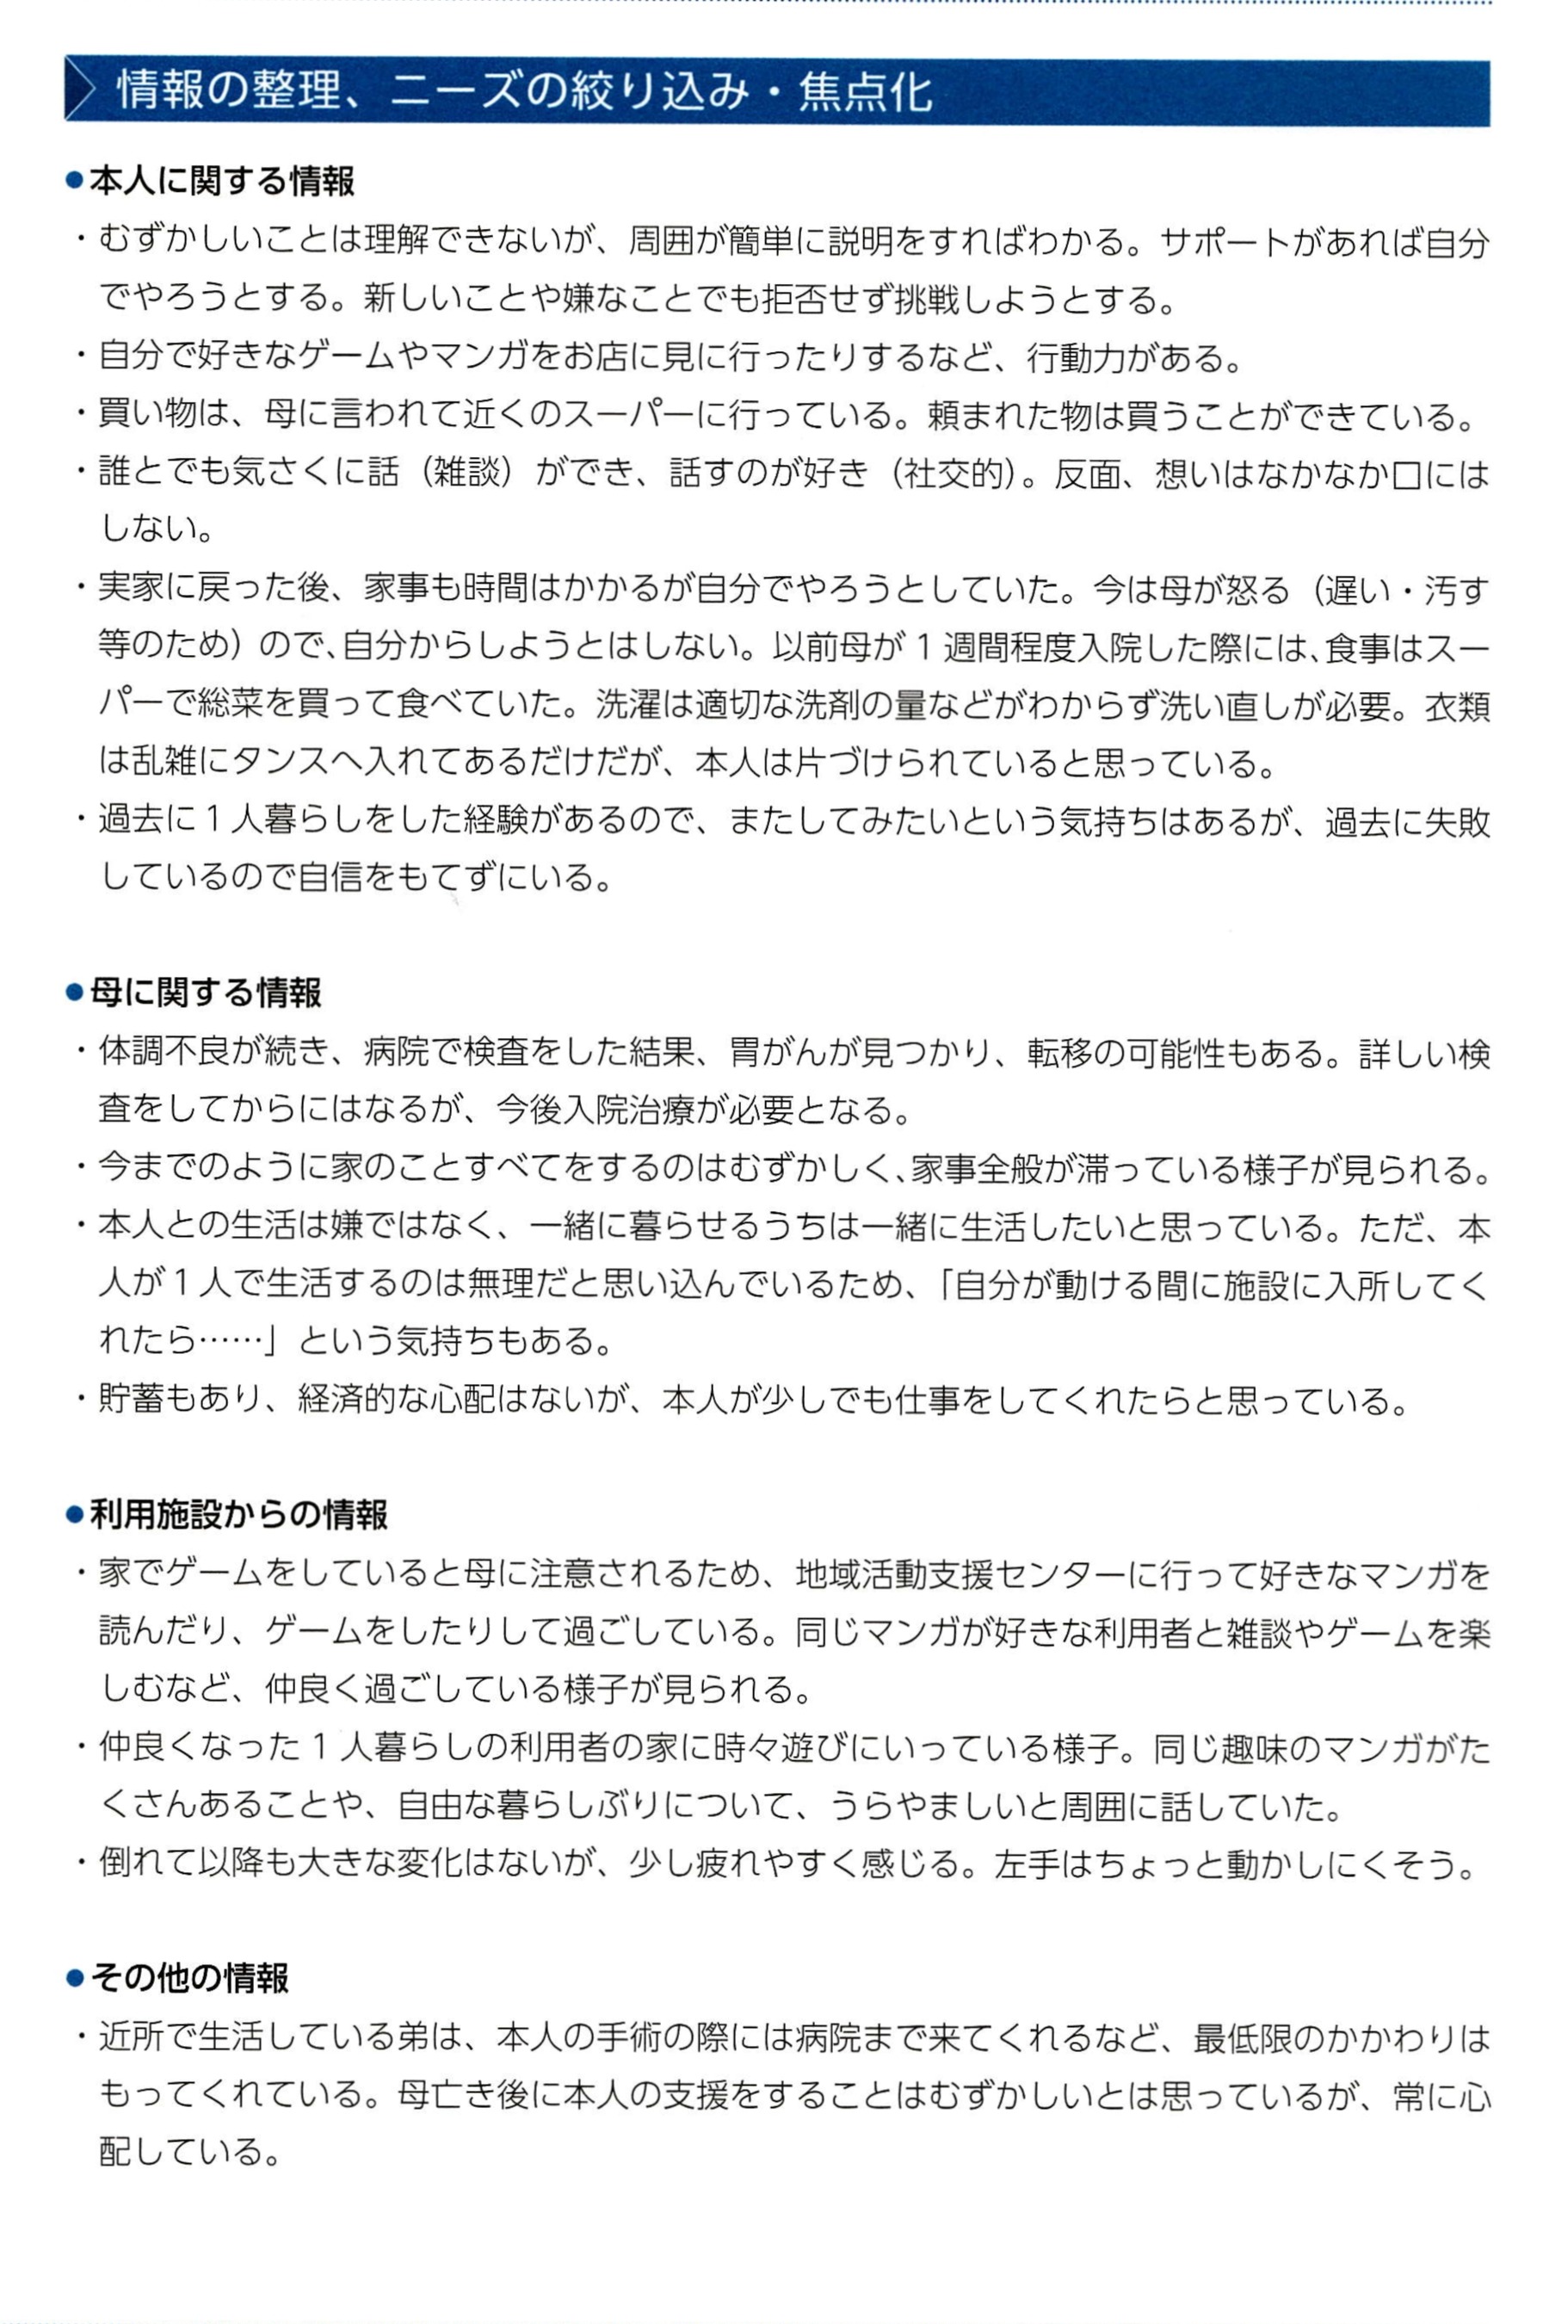 情報の整理、ニーズの絞り込み・焦点化
●本人に関する情報
・むずかしいことは理解できないが、周囲が簡単に説明をすればわかる。サポートがあれば自分
でやろうとする。新しいことや嫌なことでも拒否せず挑戦しようとする。
・自分で好きなゲームやマンガをお店に見に行ったりするなど、行動力がある。
・買い物は、母に言われて近くのスーパーに行っている。頼まれた物は買うことができている。
・誰とでも気さくに話（雑談）ができ、話すのが好き（社交的）。反面、想いはなかなか口には
しない。
・実家に戻った後、家事も時間はかかるが自分でやろうとしていた。今は母が怒る（遅い・汚す
等のため）ので、自分からしようとはしない。以前母が1週間程度入院した際には、食事はスー
パーで総菜を買って食べていた。洗濯は適切な洗剤の量などがわからず洗い直しが必要。衣類
は乱雑にタンスへ入れてあるだけだが、本人は片づけられていると思っている。
・過去に1人暮らしをした経験があるので、またしてみたいという気持ちはあるが、過去に失敗
しているので自信をもてずにいる。
●母に関する情報
・体調不良が続き、病院で検査をした結果、胃がんが見つかり、転移の可能性もある。詳しい検
査をしてからにはなるが、今後入院治療が必要となる。
・今までのように家のことすべてをするのはむずかしく、家事全般が滞っている様子が見られる。
・本人との生活は嫌ではなく、一緒に暮らせるうちは一緒に生活したいと思っている。ただ、本
人が1人で生活するのは無理だと思い込んでいるため、「自分が動ける間に施設に入所してく
れたら……」という気持ちもある。
・貯蓄もあり、経済的な心配はないが、本人が少しでも仕事をしてくれたらと思っている。
●利用施設からの情報
・家でゲームをしていると母に注意されるため、地域活動支援センターに行って好きなマンガを
読んだり、ゲームをしたりして過ごしている。同じマンガが好きな利用者と雑談やゲームを楽
しむなど、仲良く過ごしている様子が見られる。
・仲良くなった1人暮らしの利用者の家に時々遊びにいっている様子。同じ趣味のマンガがた
くさんあることや、自由な暮らしぶりについて、うらやましいと周囲に話していた。
・倒れて以降も大きな変化はないが、少し疲れやすく感じる。左手はちょっと動かしにくそう。
●その他の情報
・近所で生活している弟は、本人の手術の際には病院まで来てくれるなど、最低限のかかわりは
もってくれている。母亡き後に本人の支援をすることはむずかしいとは思っているが、常に心
配している。